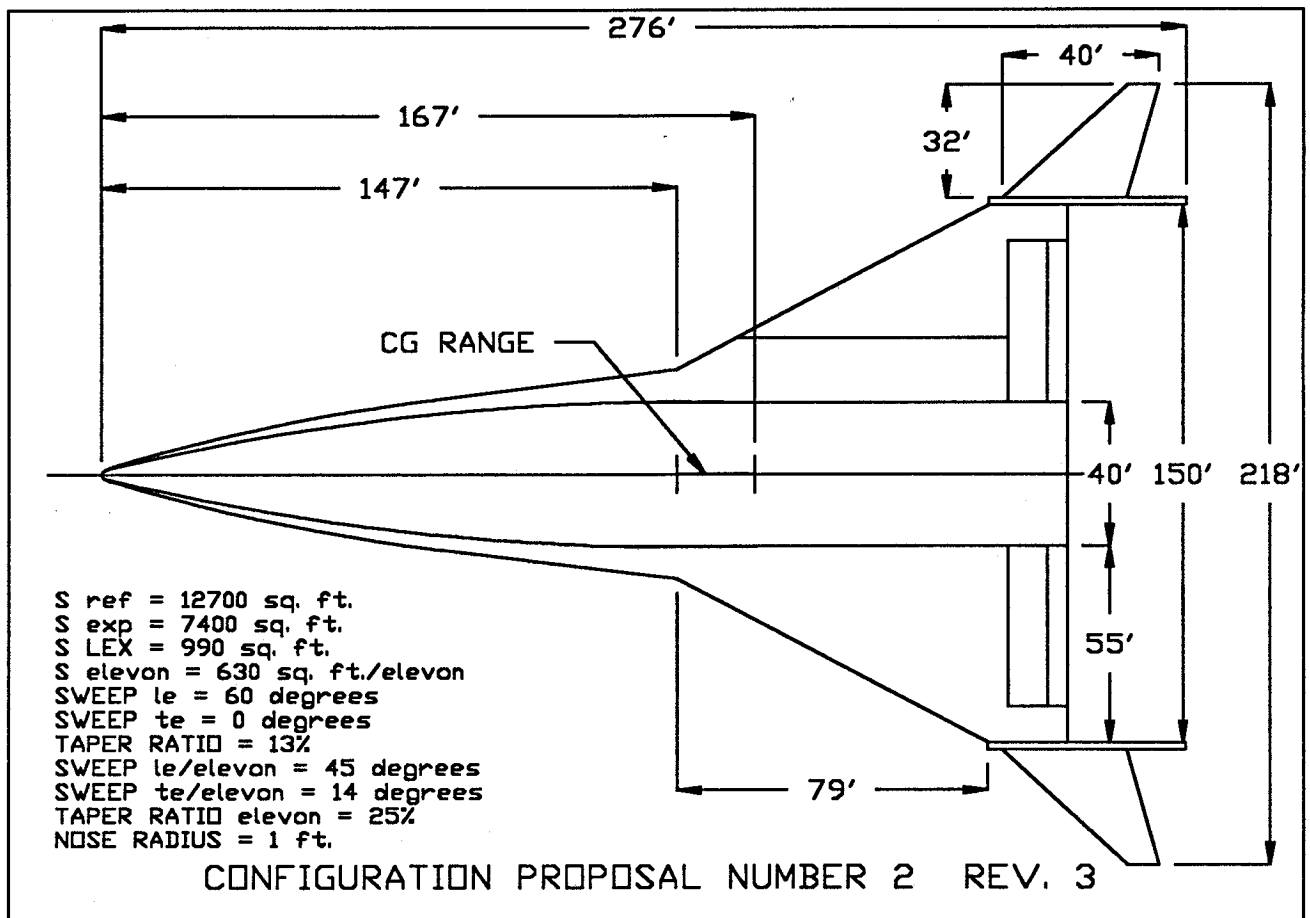 276'
40'
167'
32'
147'
CG RANGE
40' 150' 218'
55'
79'
S ref = 12700 sq. ft.
S exp = 7400 sq. ft.
S LEX = 990 sq. ft.
S elevon = 630 sq. ft./elevon
SWEEP le = 60 degrees
SWEEP te = 0 degrees
TAPER RATIO = 13%
SWEEP le/elevon = 45 degrees
SWEEP te/elevon = 14 degrees
TAPER RATIO elevon = 25%
NOSE RADIUS = 1 ft.
CONFIGURATION PROPOSAL NUMBER 2 REV. 3